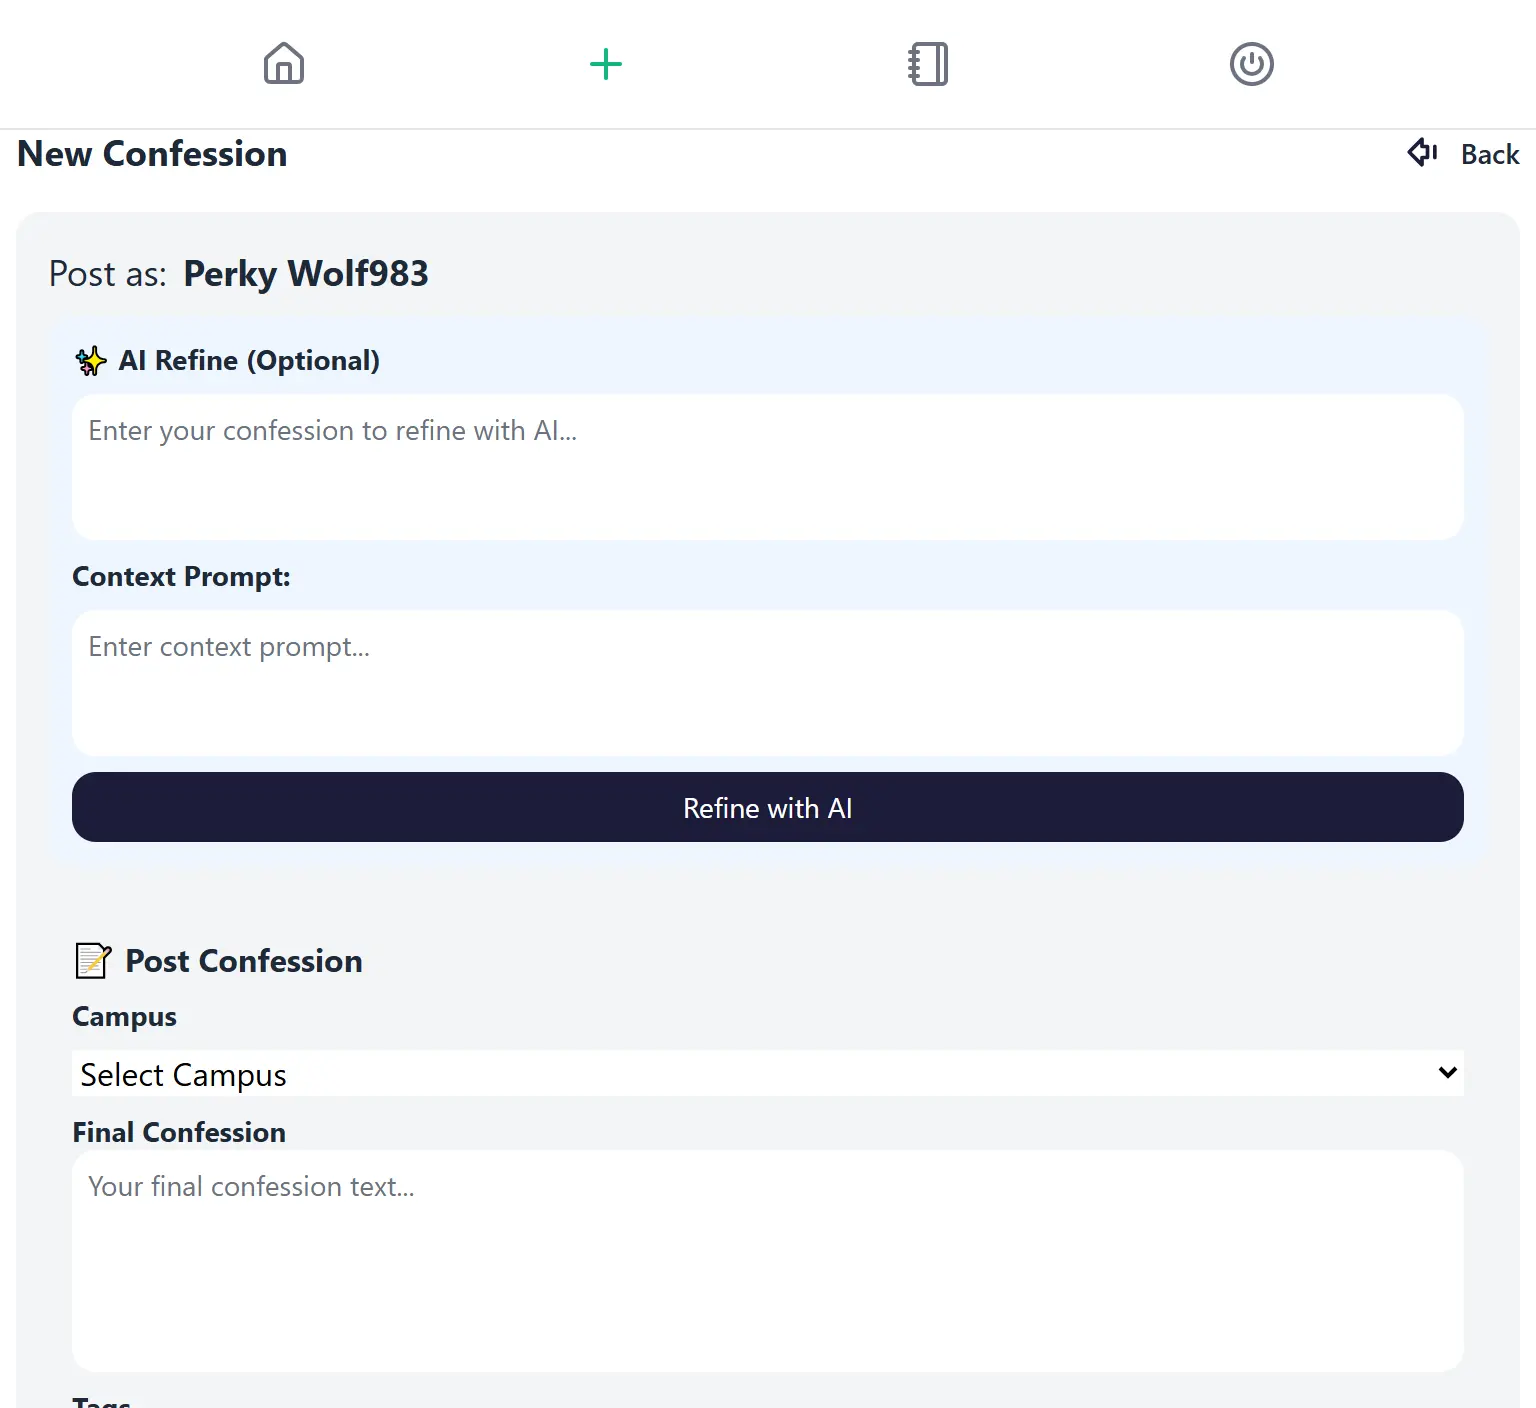 New Confession
Back
Post as: Perky Wolf983
AI Refine (Optional)
Enter your confession to refine with AI...
Context Prompt:
Enter context prompt...
Refine with AI
Post Confession
Campus
Select Campus
Final Confession
Your final confession text...
Tags